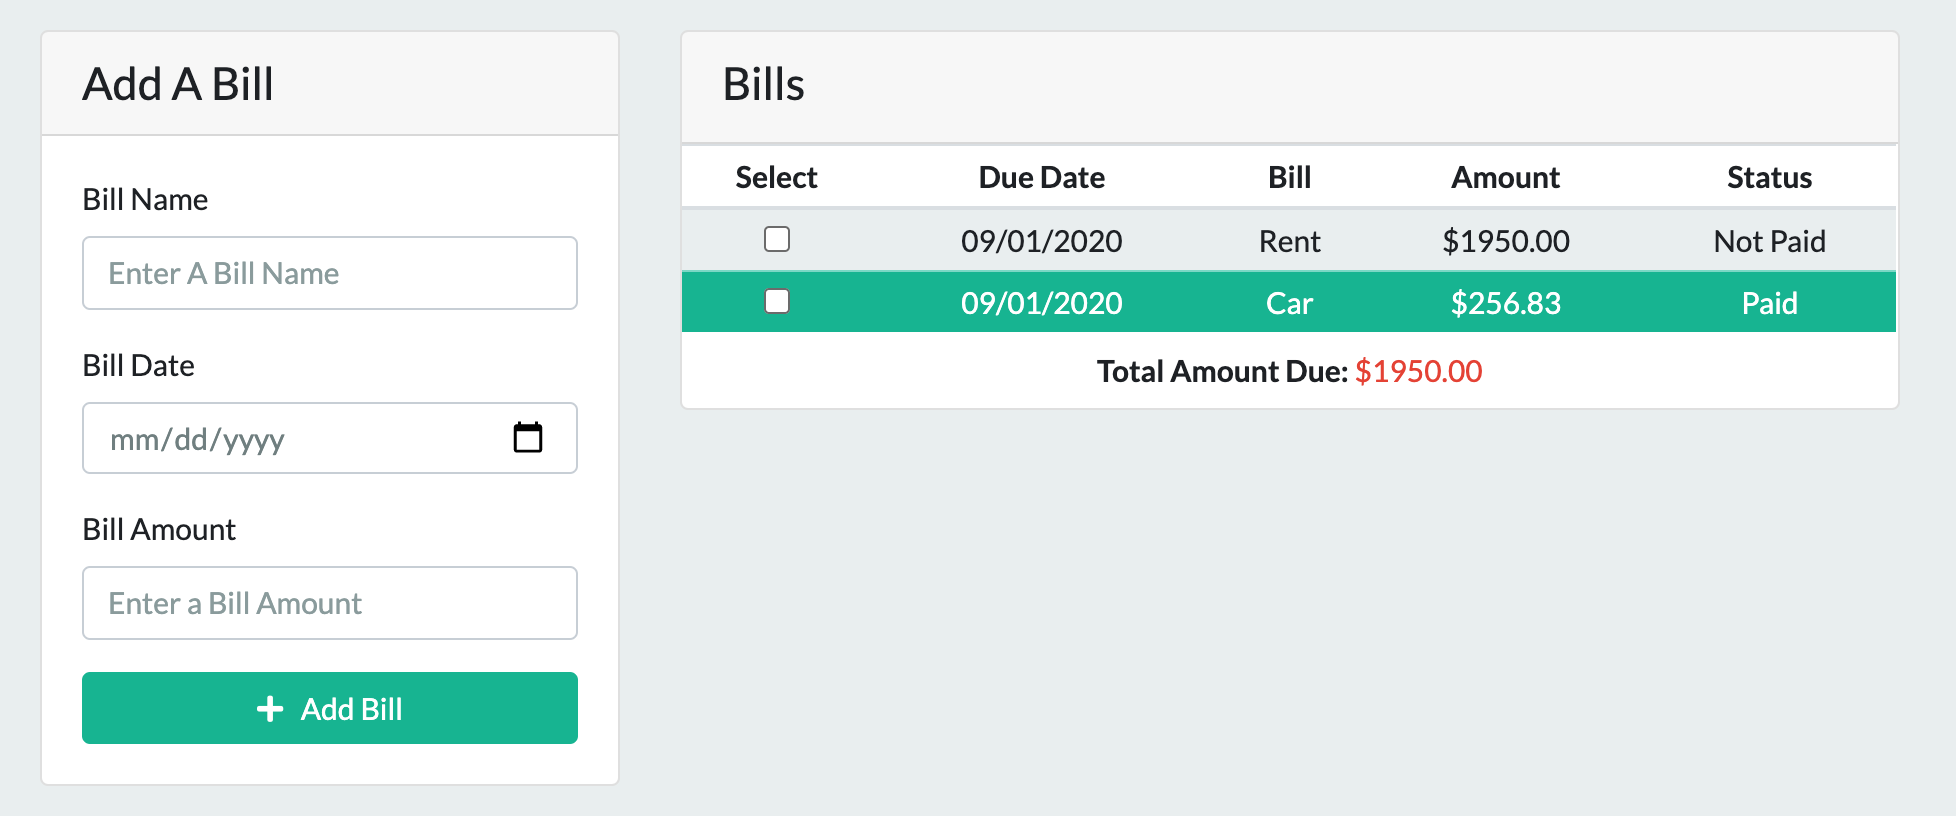 Add A Bill
Bill Name
Enter A Bill Name
Bill Date
mm/dd/yyyy
Bill Amount
Enter a Bill Amount
Add Bill
Bills
Select Due Date Bill Amount Status
09/01/2020 Rent $1950.00 Not Paid
09/01/2020 Car $256.83 Paid
Total Amount Due: $1950.00